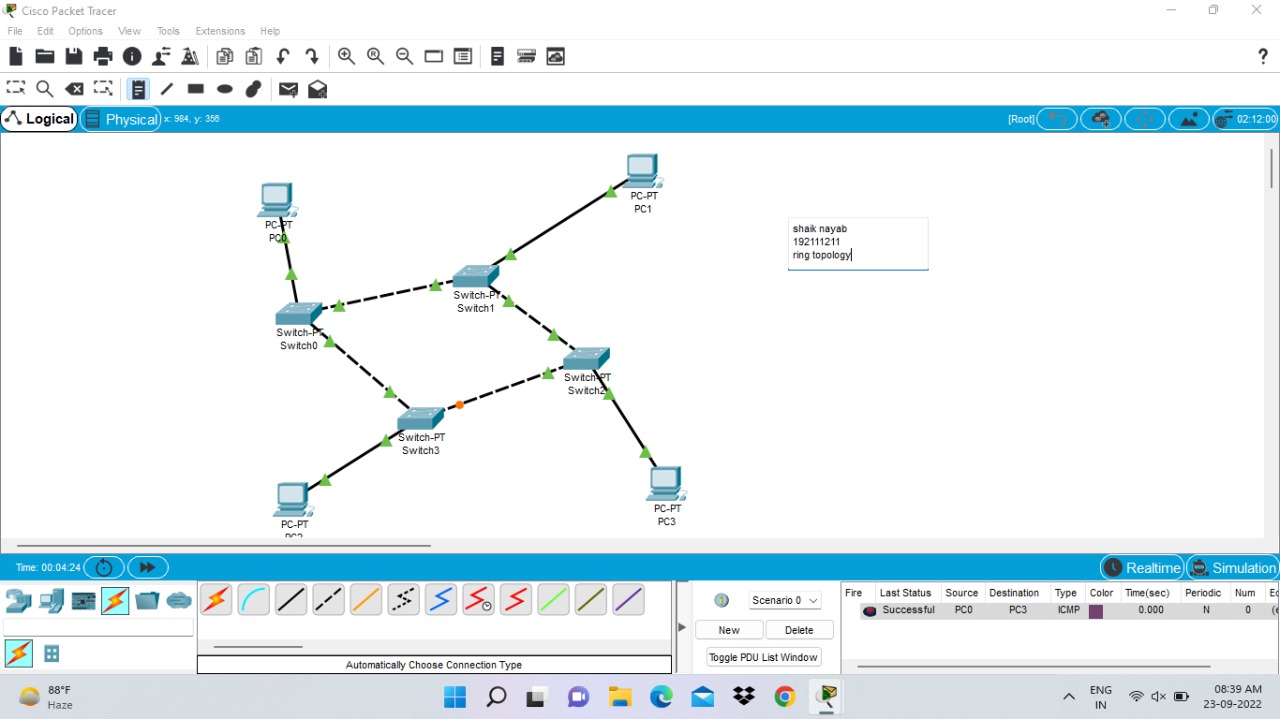 Cisco Packet Tracer
File Edit Options View Tools Extensions Help
Logical Physical x: 984, y: 356 [Root] 02:12:00
PC-PT
PC0
PC-PT
PC1
shaik nayab
192111211
ring topology
Switch-PT
Switch1
Switch-PT
Switch0
Switch-PT
Switch2
Switch-PT
Switch3
PC-PT
PC3
PC-PT
Time: 00:04:24 Realtime Simulation
Scenario 0
New Delete
Toggle PDU List Window
Fire Last Status Source Destination Type Color Time(sec) Periodic Num
Successful PC0 PC3 ICMP 0.000 N 0
Automatically Choose Connection Type
88°F
Haze
ENG
IN
08:39 AM
23-09-2022